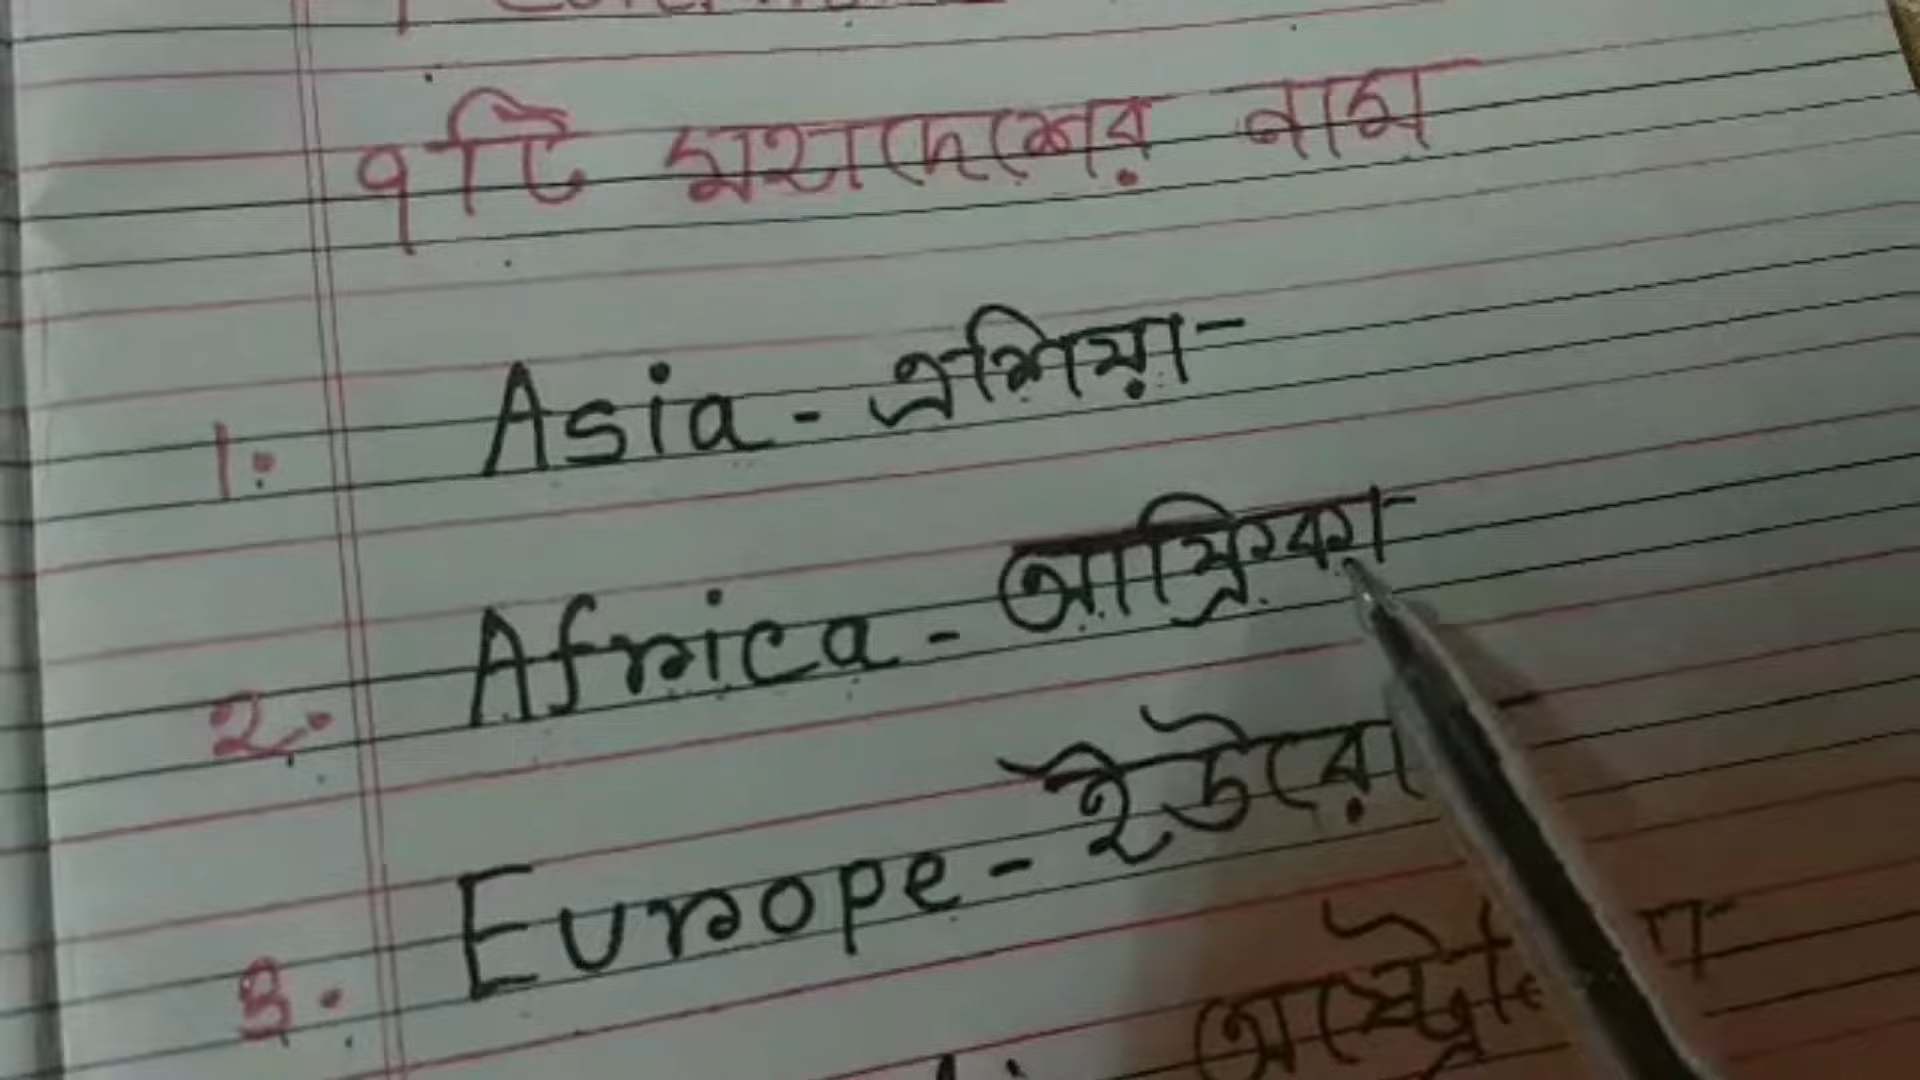 ৭টি মহাদেশের নাম
1. Asia - এশিয়া -
2. Africa - আফ্রিকা -
3. Europe - ইউরো